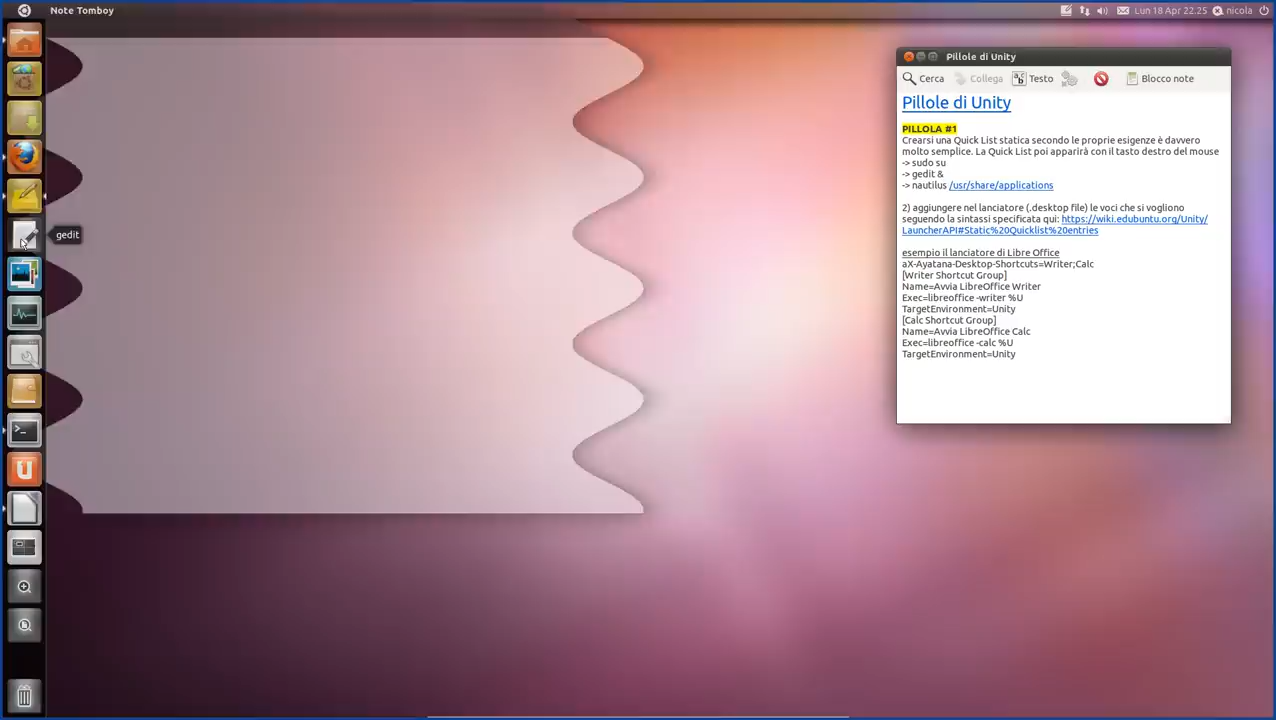 Note Tomboy
Lun 18 Apr 22.25
nicola
gedit
Pillole di Unity
Cerca
Collega
Testo
Blocco note
Pillole di Unity
PILLOLA #1
Crearsi una Quick List statica secondo le proprie esigenze è davvero
molto semplice. La Quick List poi apparirà con il tasto destro del mouse
-> sudo su
-> gedit &
-> nautilus /usr/share/applications
2) aggiungere nel lanciatore (.desktop file) le voci che si vogliono
seguendo la sintassi specificata qui: https://wiki.edubuntu.org/Unity/
LauncherAPI#Static%20Quicklist%20entries
esempio il lanciatore di Libre Office
aX-Ayatana-Desktop-Shortcuts=Writer;Calc
[Writer Shortcut Group]
Name=Avvia LibreOffice Writer
Exec=libreoffice -writer %U
TargetEnvironment=Unity
[Calc Shortcut Group]
Name=Avvia LibreOffice Calc
Exec=libreoffice -calc %U
TargetEnvironment=Unity